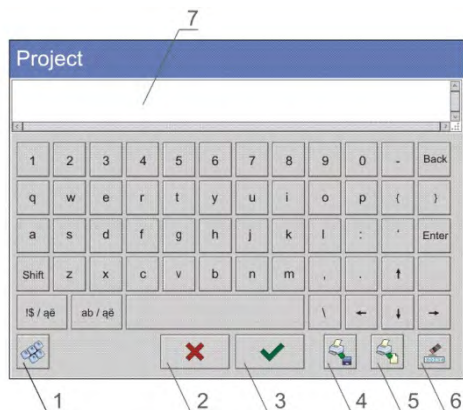 7
Project
1 2 3 4 5 6 7 8 9 0 - Back
q w e r t y u i o p { }
a s d f g h j k l : ´ Enter
Shift z x c v b n m , . ↑
!$ / ąë ab / ąë \ ← ↓ →
1 2 3 4 5 6